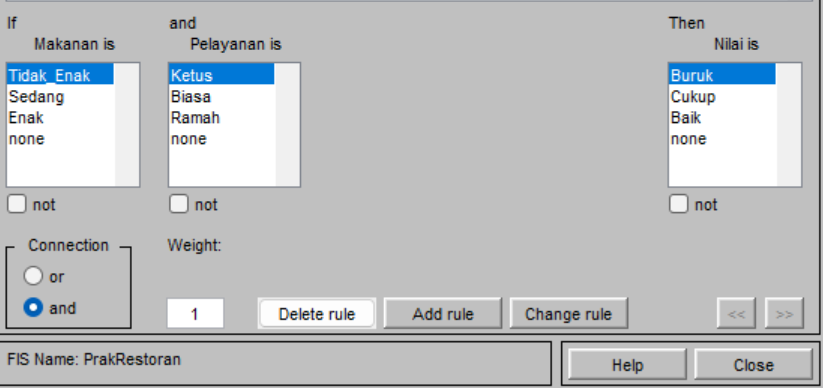 If and Then
Makanan is Pelayanan is Nilai is
Tidak_Enak Ketus Buruk
Sedang Biasa Cukup
Enak Ramah Baik
none none none
not not not
Connection Weight:
or
and 1 Delete rule Add rule Change rule << >>
FIS Name: PrakRestoran Help Close